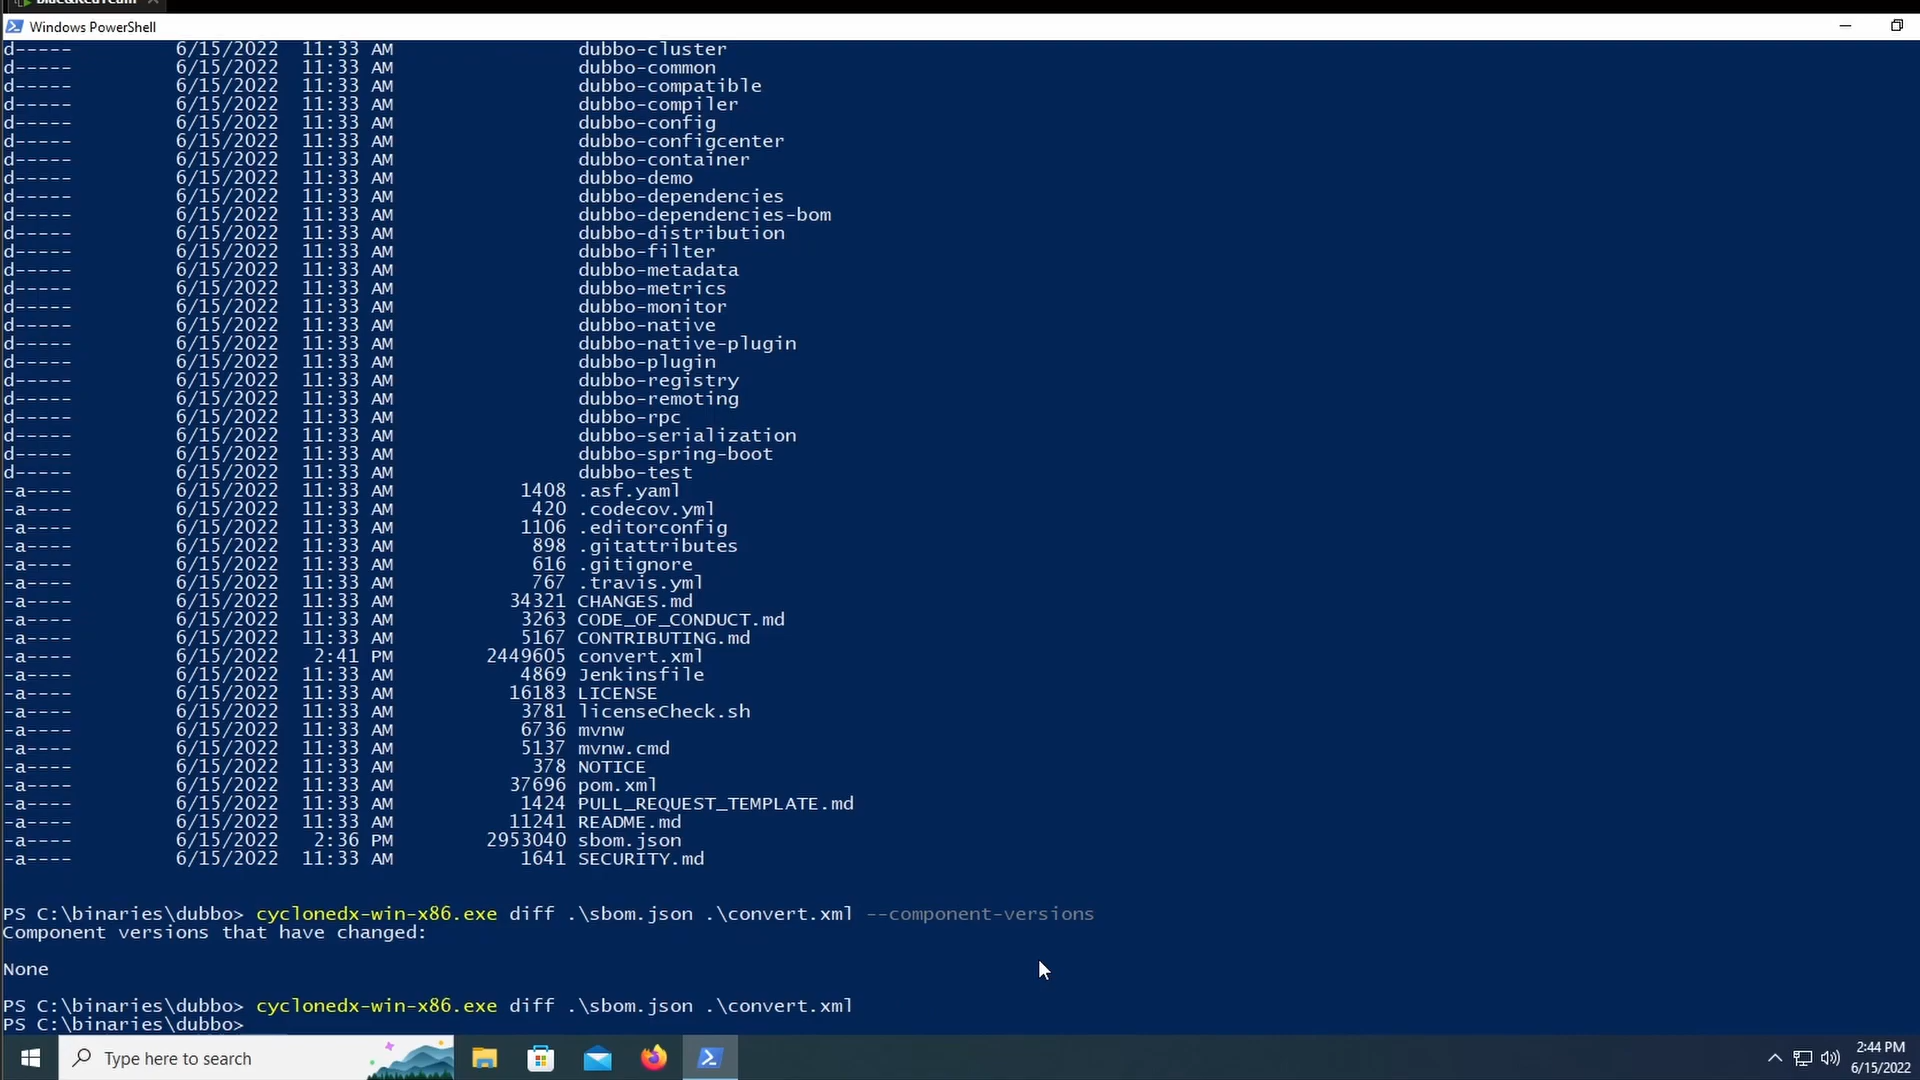 Windows PowerShell
d----- 6/15/2022 11:33 AM dubbo-cluster
d----- 6/15/2022 11:33 AM dubbo-common
d----- 6/15/2022 11:33 AM dubbo-compatible
d----- 6/15/2022 11:33 AM dubbo-compiler
d----- 6/15/2022 11:33 AM dubbo-config
d----- 6/15/2022 11:33 AM dubbo-configcenter
d----- 6/15/2022 11:33 AM dubbo-container
d----- 6/15/2022 11:33 AM dubbo-demo
d----- 6/15/2022 11:33 AM dubbo-dependencies
d----- 6/15/2022 11:33 AM dubbo-dependencies-bom
d----- 6/15/2022 11:33 AM dubbo-distribution
d----- 6/15/2022 11:33 AM dubbo-filter
d----- 6/15/2022 11:33 AM dubbo-metadata
d----- 6/15/2022 11:33 AM dubbo-metrics
d----- 6/15/2022 11:33 AM dubbo-monitor
d----- 6/15/2022 11:33 AM dubbo-native
d----- 6/15/2022 11:33 AM dubbo-native-plugin
d----- 6/15/2022 11:33 AM dubbo-plugin
d----- 6/15/2022 11:33 AM dubbo-registry
d----- 6/15/2022 11:33 AM dubbo-remoting
d----- 6/15/2022 11:33 AM dubbo-rpc
d----- 6/15/2022 11:33 AM dubbo-serialization
d----- 6/15/2022 11:33 AM dubbo-spring-boot
d----- 6/15/2022 11:33 AM dubbo-test
-a---- 6/15/2022 11:33 AM 1408 .asf.yaml
-a---- 6/15/2022 11:33 AM 420 .codecov.yml
-a---- 6/15/2022 11:33 AM 1106 .editorconfig
-a---- 6/15/2022 11:33 AM 898 .gitattributes
-a---- 6/15/2022 11:33 AM 616 .gitignore
-a---- 6/15/2022 11:33 AM 767 .travis.yml
-a---- 6/15/2022 11:33 AM 34321 CHANGES.md
-a---- 6/15/2022 11:33 AM 3263 CODE_OF_CONDUCT.md
-a---- 6/15/2022 11:33 AM 5167 CONTRIBUTING.md
-a---- 6/15/2022 2:41 PM 2449605 convert.xml
-a---- 6/15/2022 11:33 AM 4869 Jenkinsfile
-a---- 6/15/2022 11:33 AM 16183 LICENSE
-a---- 6/15/2022 11:33 AM 3781 licenseCheck.sh
-a---- 6/15/2022 11:33 AM 6736 mvnw
-a---- 6/15/2022 11:33 AM 5137 mvnw.cmd
-a---- 6/15/2022 11:33 AM 378 NOTICE
-a---- 6/15/2022 11:33 AM 37696 pom.xml
-a---- 6/15/2022 11:33 AM 1424 PULL_REQUEST_TEMPLATE.md
-a---- 6/15/2022 11:33 AM 11241 README.md
-a---- 6/15/2022 2:36 PM 2953040 sbom.json
-a---- 6/15/2022 11:33 AM 1641 SECURITY.md
PS C:\binaries\dubbo> cyclonedx-win-x86.exe diff .\sbom.json .\convert.xml --component-versions
Component versions that have changed:
None
PS C:\binaries\dubbo> cyclonedx-win-x86.exe diff .\sbom.json .\convert.xml
PS C:\binaries\dubbo>
Type here to search
2:44 PM
6/15/2022